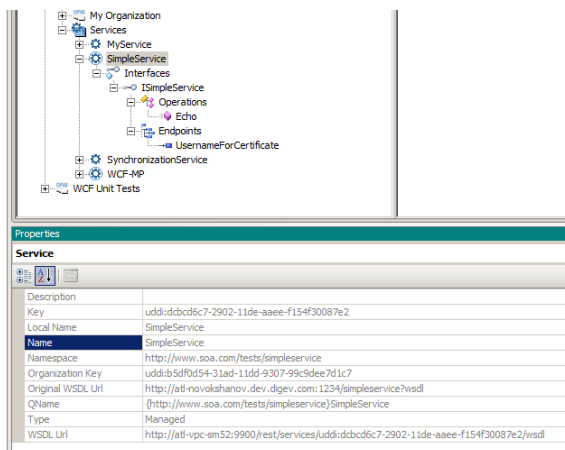 My Organization
Services
MyService
SimpleService
Interfaces
ISimpleService
Operations
Echo
Endpoints
UsernameForCertificate
SynchronizationService
WCF-MP
ORG WCF Unit Tests
Properties
Service
Description
Key uddi:dcbcd6c7-2902-11de-aaee-f154f30087e2
Local Name SimpleService
Name SimpleService
Namespace http://www.soa.com/tests/simpleservice
Organization Key uddi:b5df0d54-31ad-11dd-9307-99c9dee7d1c7
Original WSDL Url http://atl-novokshanov.dev.digev.com:1234/simpleservice?wsdl
QName {http://www.soa.com/tests/simpleservice}SimpleService
Type Managed
WSDL Url http://atl-vpc-sm52:9900/rest/services/uddi:dcbcd6c7-2902-11de-aaee-f154f30087e2/wsdl